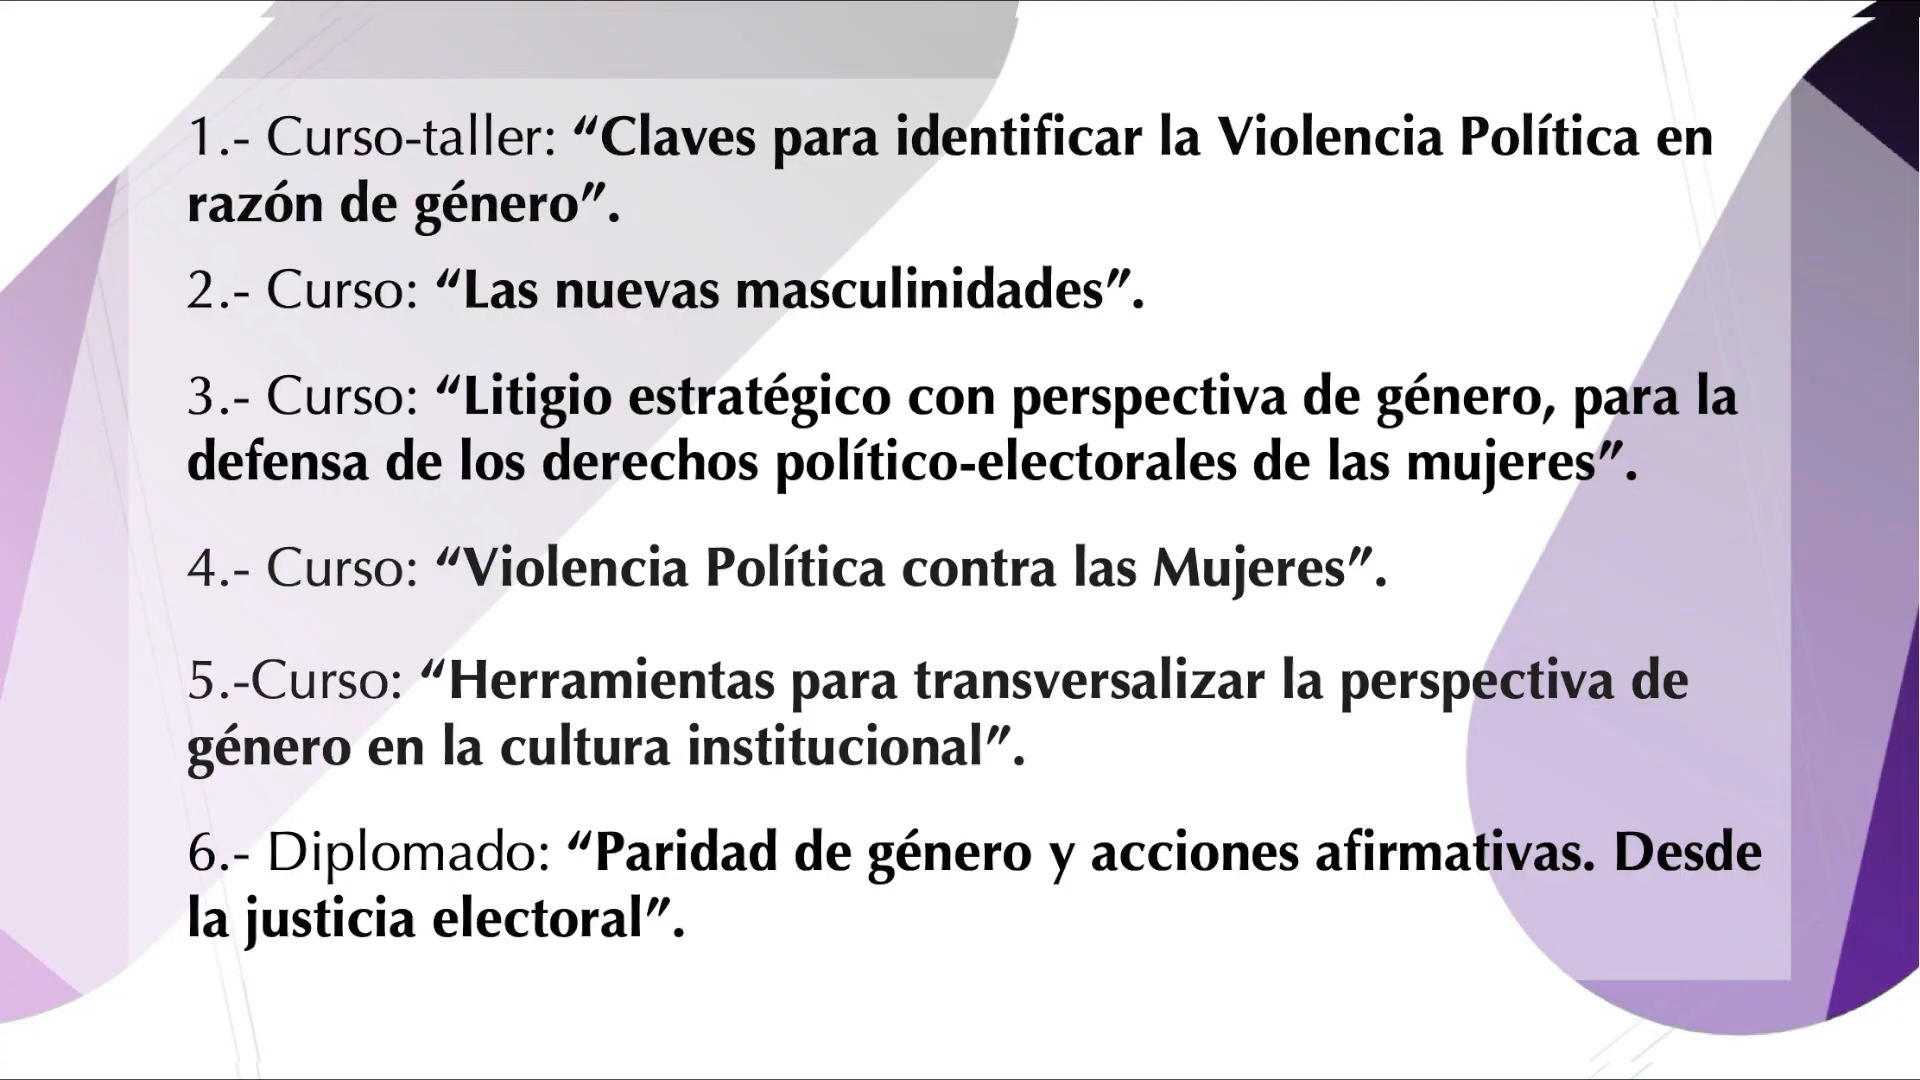 1.- Curso-taller: “Claves para identificar la Violencia Política en
razón de género”.
2.- Curso: “Las nuevas masculinidades”.
3.- Curso: “Litigio estratégico con perspectiva de género, para la
defensa de los derechos político-electorales de las mujeres”.
4.- Curso: “Violencia Política contra las Mujeres”.
5.-Curso: “Herramientas para transversalizar la perspectiva de
género en la cultura institucional”.
6.- Diplomado: “Paridad de género y acciones afirmativas. Desde
la justicia electoral”.